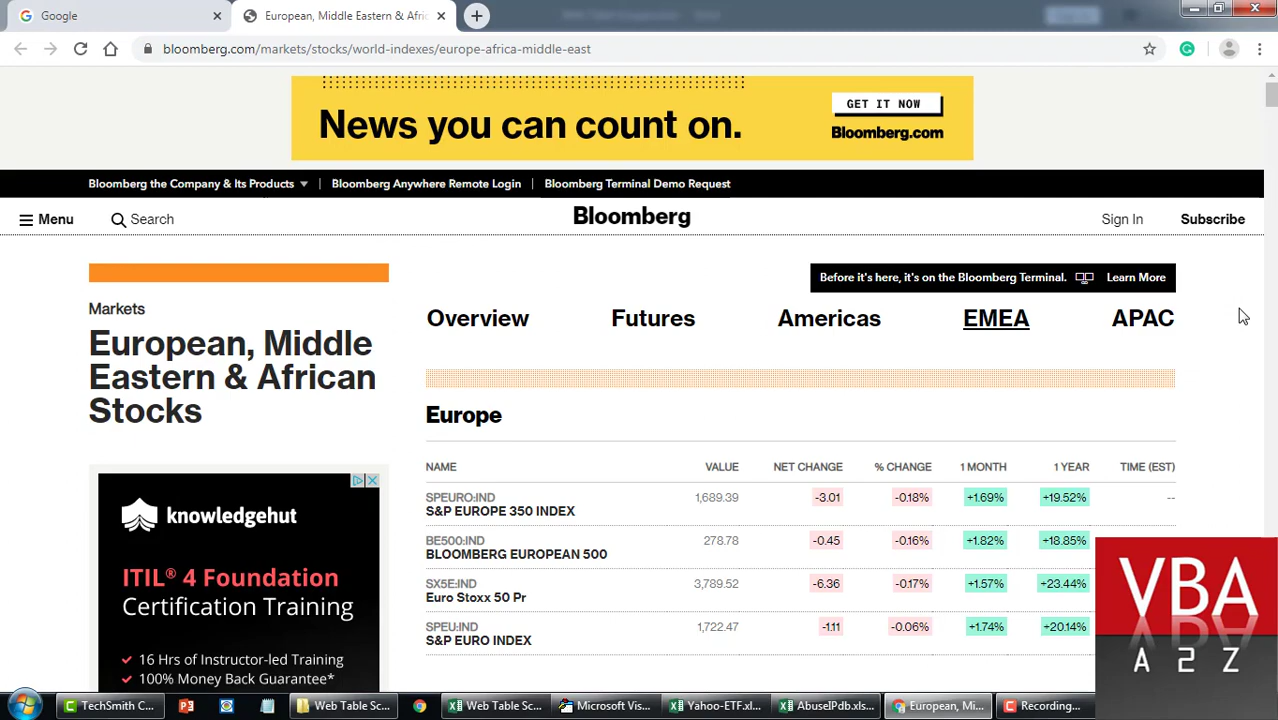 Google
European, Middle Eastern & Afri
bloomberg.com/markets/stocks/world-indexes/europe-africa-middle-east
News you can count on.
GET IT NOW
Bloomberg.com
Bloomberg the Company & Its Products
Bloomberg Anywhere Remote Login
Bloomberg Terminal Demo Request
Menu
Search
Bloomberg
Sign In
Subscribe
Before it's here, it's on the Bloomberg Terminal.
Learn More
Markets
European, Middle
Eastern & African
Stocks
Overview Futures Americas EMEA APAC
Europe
NAME VALUE NET CHANGE % CHANGE 1 MONTH 1 YEAR TIME (EST)
SPEURO:IND 1,689.39 -3.01 -0.18% +1.69% +19.52% --
S&P EUROPE 350 INDEX
BE500:IND 278.78 -0.45 -0.16% +1.82% +18.85%
BLOOMBERG EUROPEAN 500
SX5E:IND 3,789.52 -6.36 -0.17% +1.57% +23.44%
Euro Stoxx 50 Pr
SPEU:IND 1,722.47 -1.11 -0.06% +1.74% +20.14%
S&P EURO INDEX
knowledgehut
ITIL® 4 Foundation
Certification Training
16 Hrs of Instructor-led Training
100% Money Back Guarantee*
VBA
A 2 Z
TechSmith C...
Web Table Sc...
Web Table Sc...
Microsoft Vis...
Yahoo-ETF.xl...
AbuseIPdb.xls...
European, Mi...
Recording...